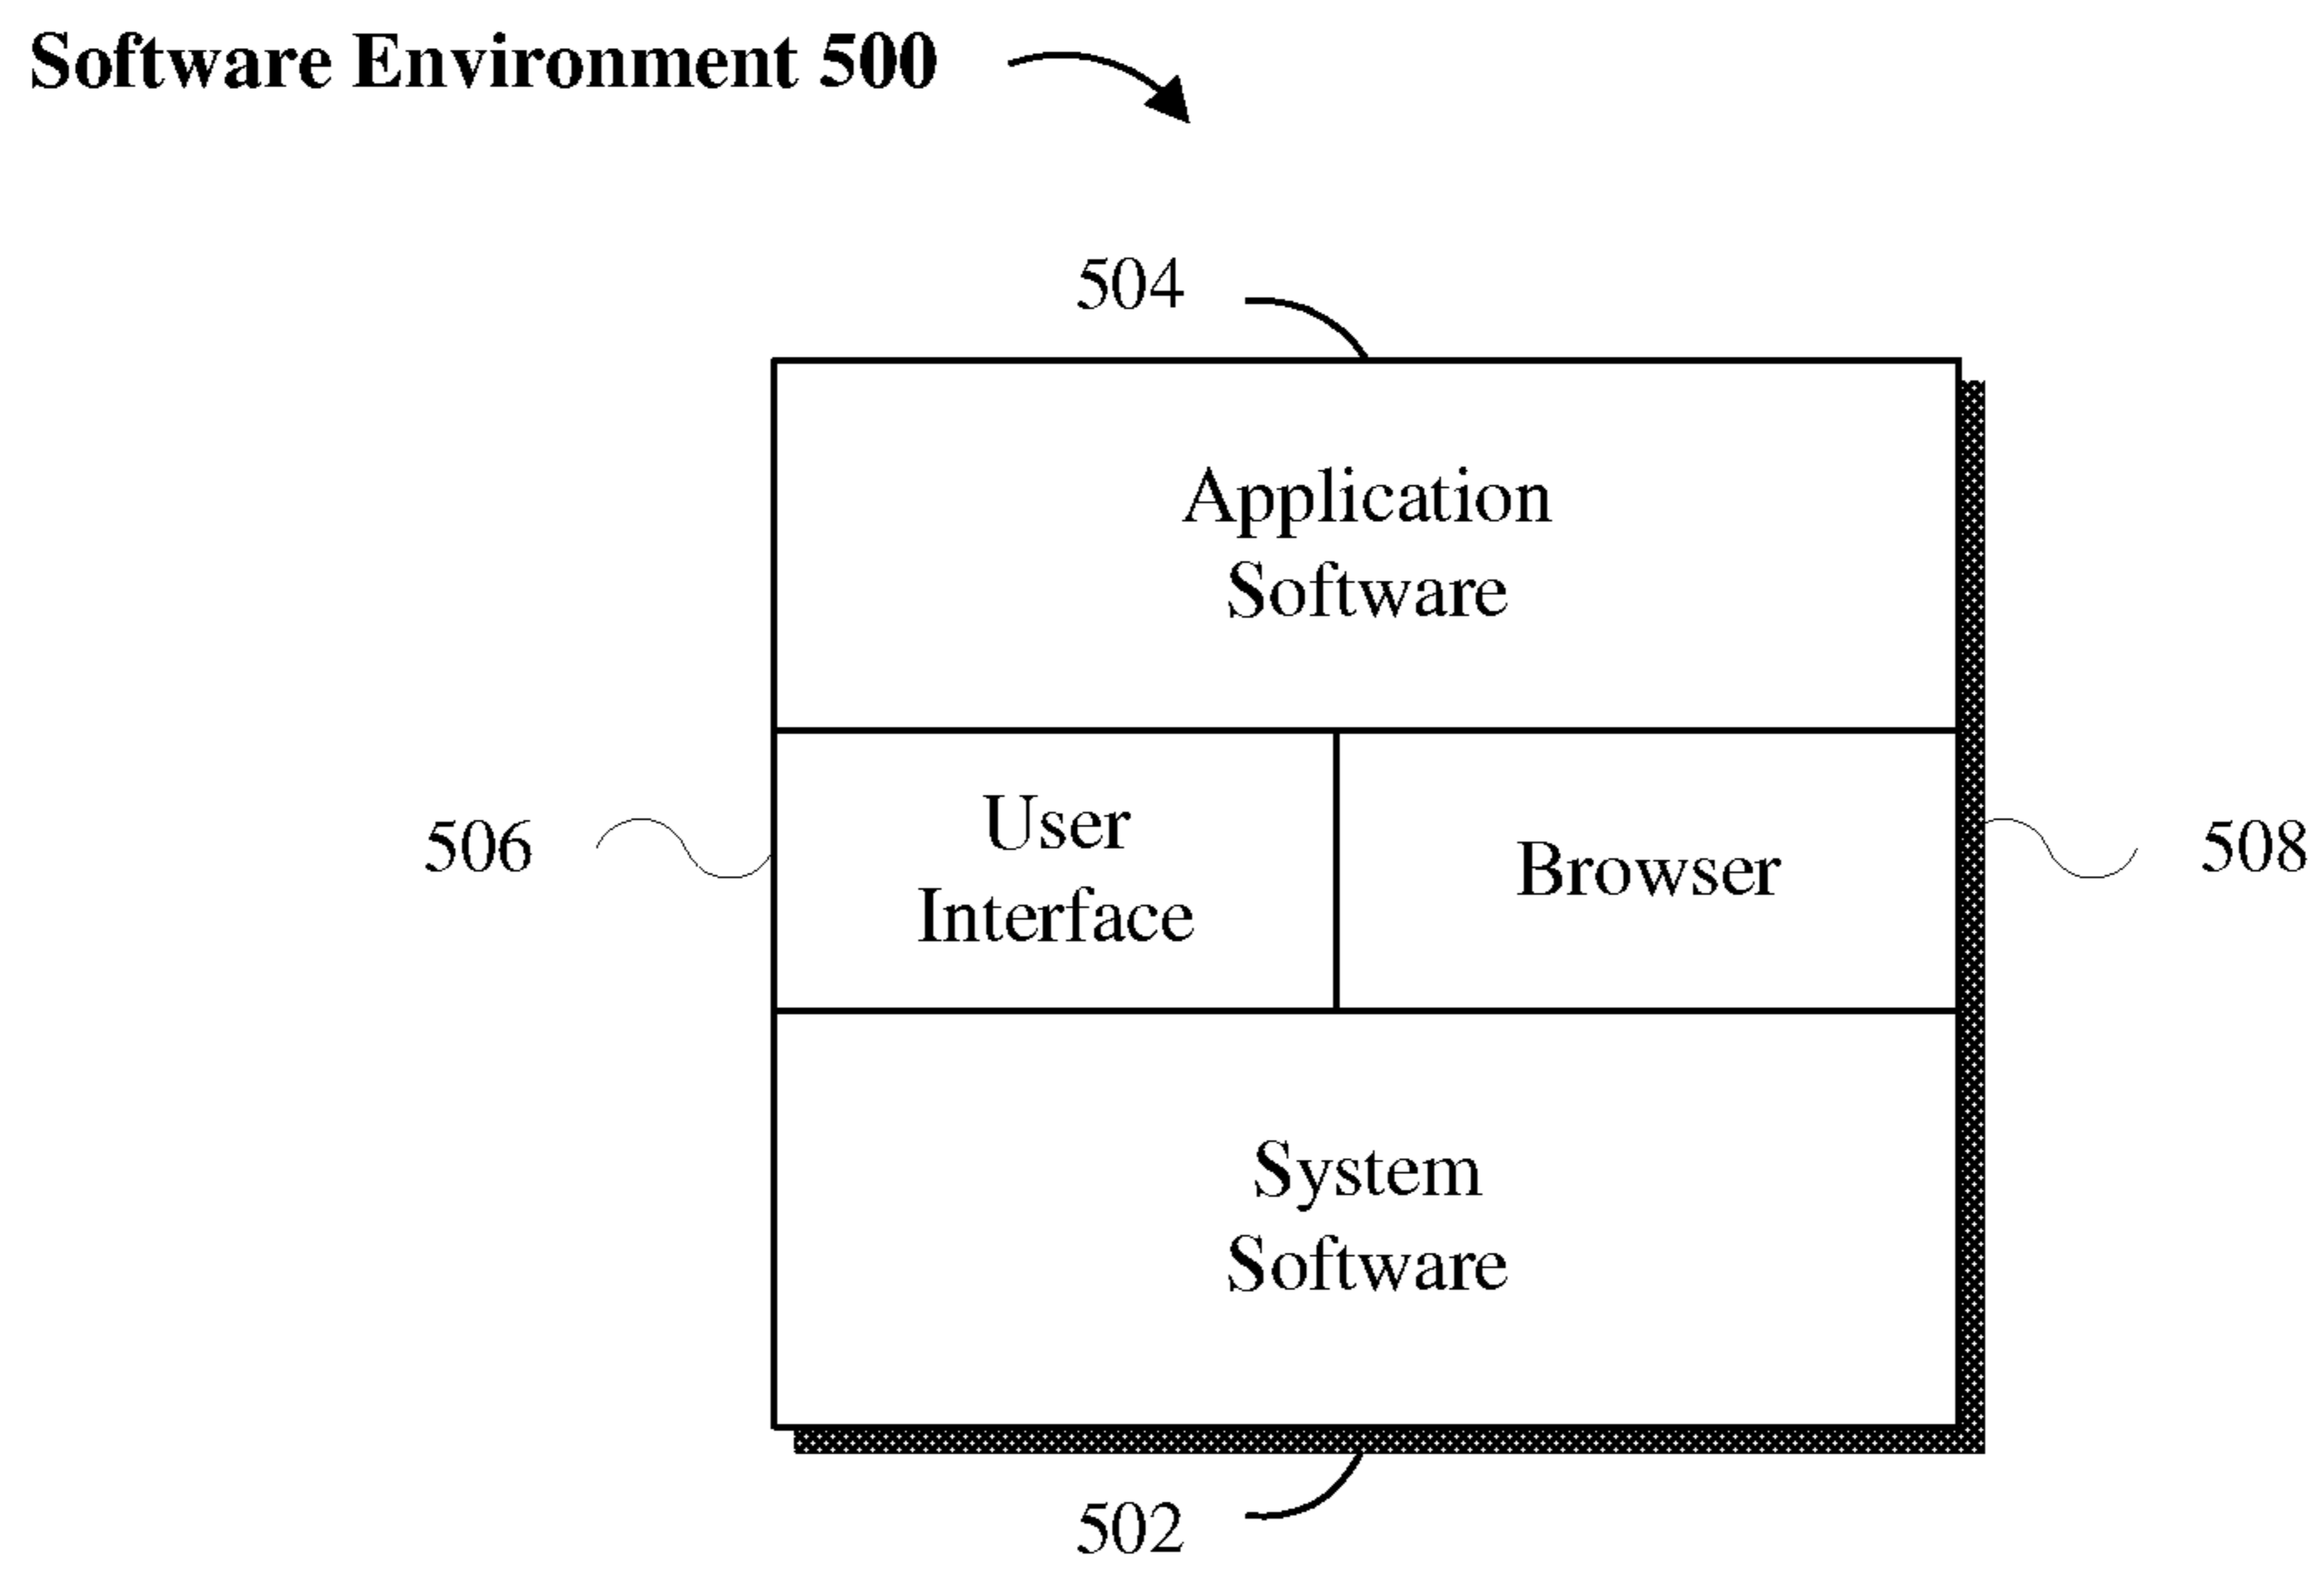 Software Environment 500
504
Application
Software
506
User
Interface
Browser
508
System
Software
502